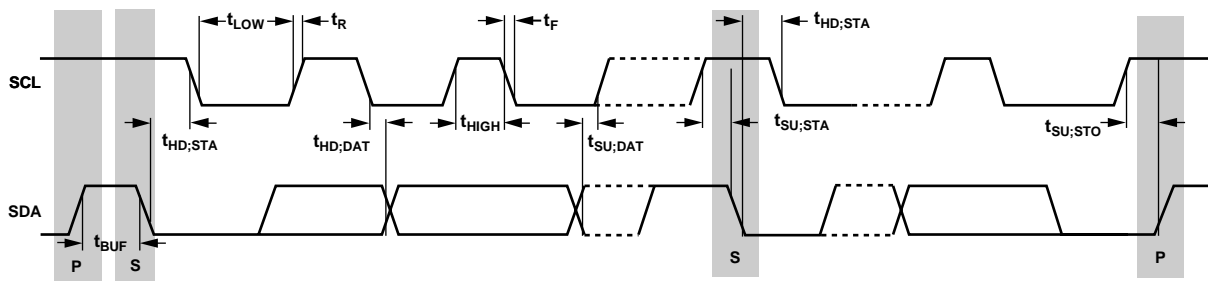 tLOW
tR
tF
tHD;STA
SCL
tHD;STA
tHD;DAT
tHIGH
tSU;DAT
tSU;STA
tSU;STO
SDA
tBUF
P
S
S
P